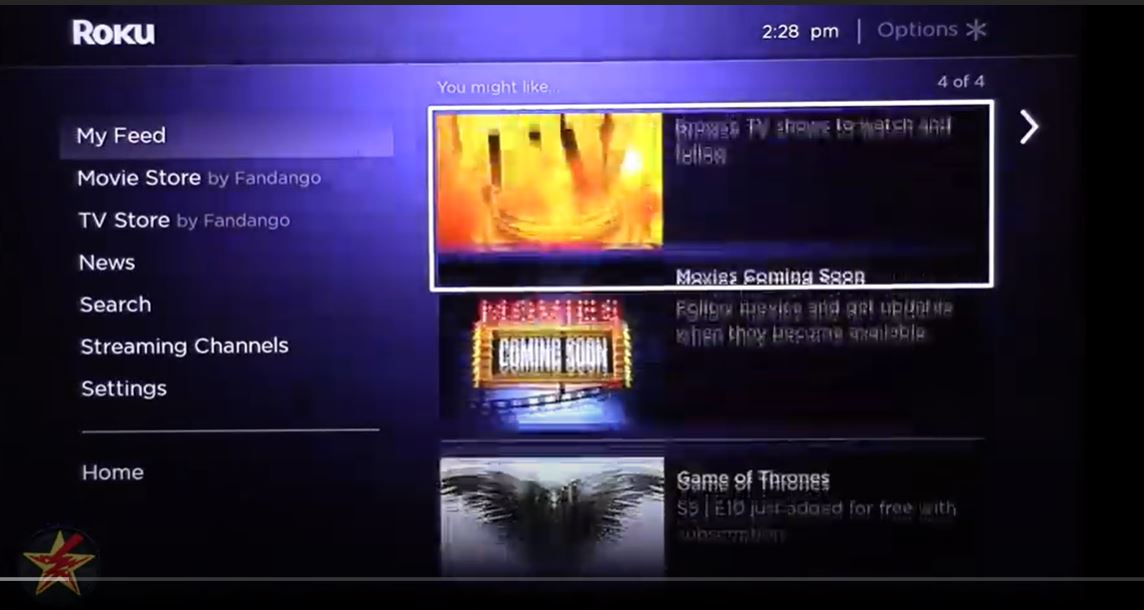 Roku
2:28 pm | Options *
You might like...
4 of 4
My Feed
Movie Store by Fandango
TV Store by Fandango
News
Search
Streaming Channels
Settings
Home
Browse TV shows to watch and
follow
Movies Coming Soon
Follow movies and get updates
when they become available
COMING SOON
Game of Thrones
S5 | E10 just added for free with
subscription